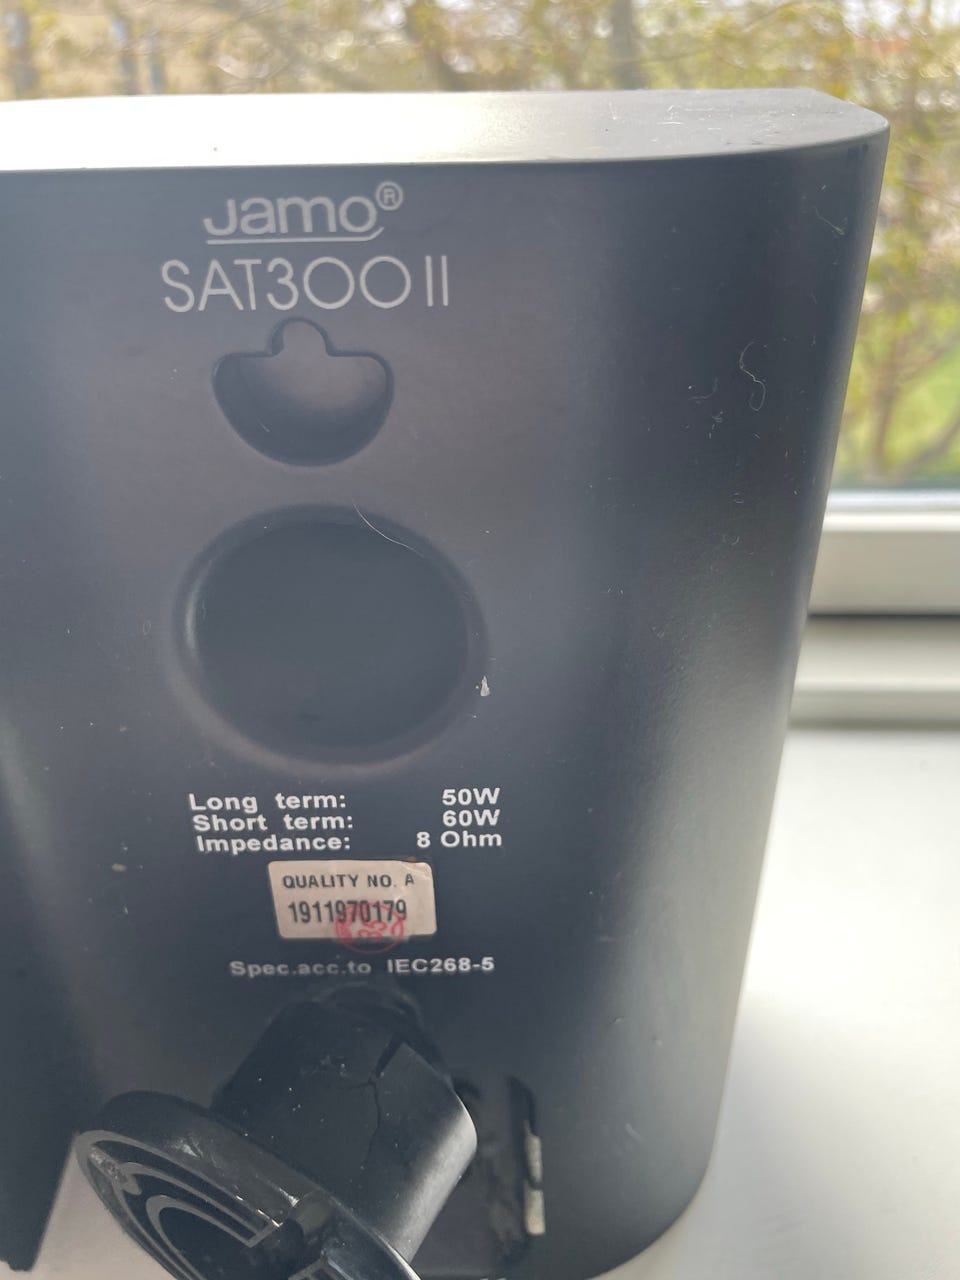 Jamo®
SAT300 II
Long term: 50W
Short term: 60W
Impedance: 8 Ohm
QUALITY NO. A
1911970179
Spec.acc.to IEC268-5